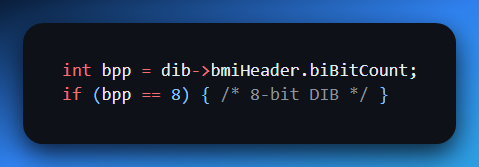 int bpp = dib->bmiHeader.biBitCount;
if (bpp == 8) { /* 8-bit DIB */ }